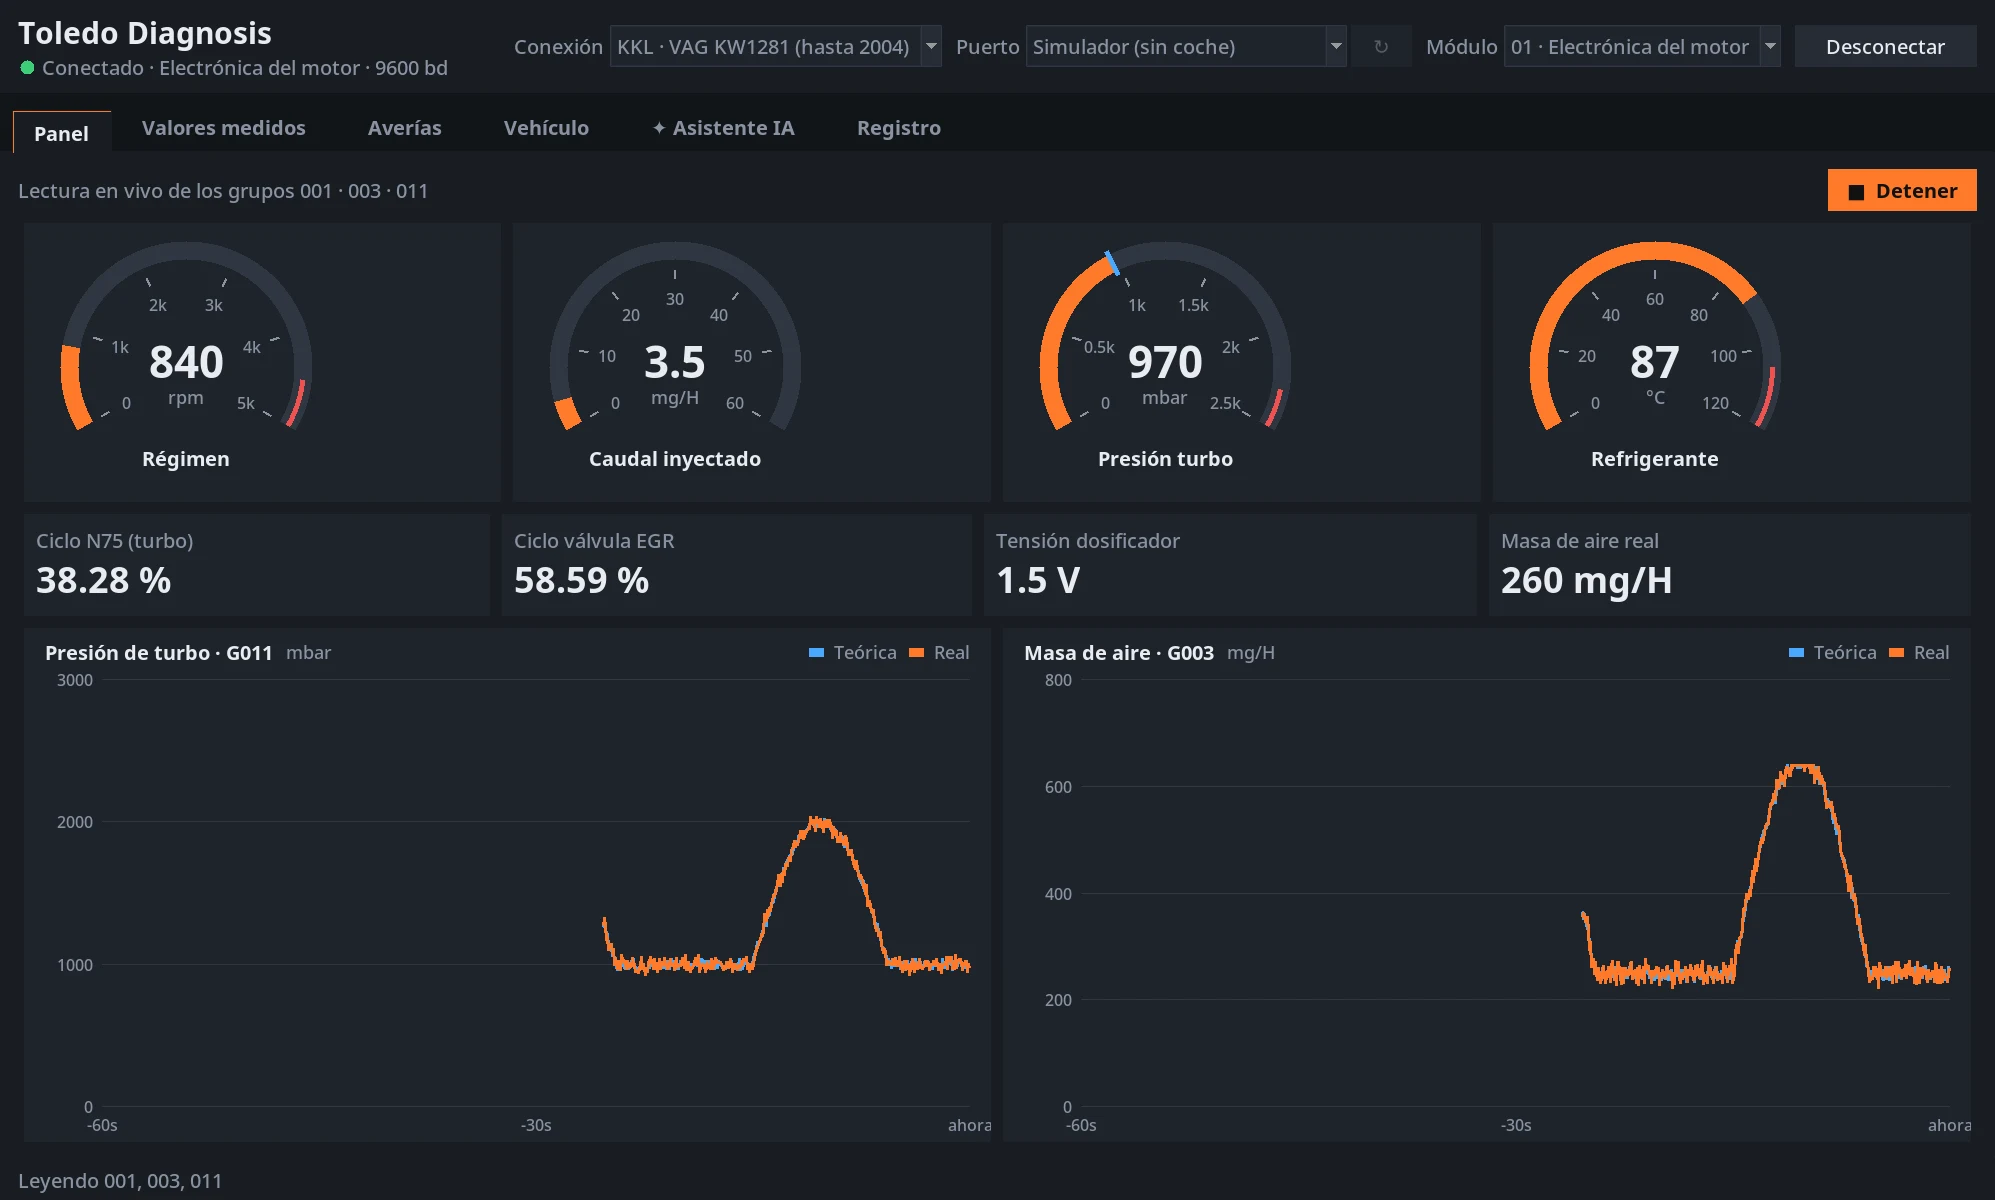 Toledo Diagnosis
Conectado · Electrónica del motor · 9600 bd
Conexión KKL · VAG KW1281 (hasta 2004) Puerto Simulador (sin coche) ↻ Módulo 01 · Electrónica del motor Desconectar
Panel Valores medidos Averías Vehículo ✦ Asistente IA Registro
Lectura en vivo de los grupos 001 · 003 · 011
■ Detener
0 1k 2k 3k 4k 5k
840
rpm
Régimen
0 10 20 30 40 50 60
3.5
mg/H
Caudal inyectado
0 0.5k 1k 1.5k 2k 2.5k
970
mbar
Presión turbo
0 20 40 60 80 100 120
87
°C
Refrigerante
Ciclo N75 (turbo)
38.28 %
Ciclo válvula EGR
58.59 %
Tensión dosificador
1.5 V
Masa de aire real
260 mg/H
Presión de turbo · G011 mbar Teórica Real
3000
2000
1000
0
-60s -30s ahora
Masa de aire · G003 mg/H Teórica Real
800
600
400
200
0
-60s -30s ahora
Leyendo 001, 003, 011